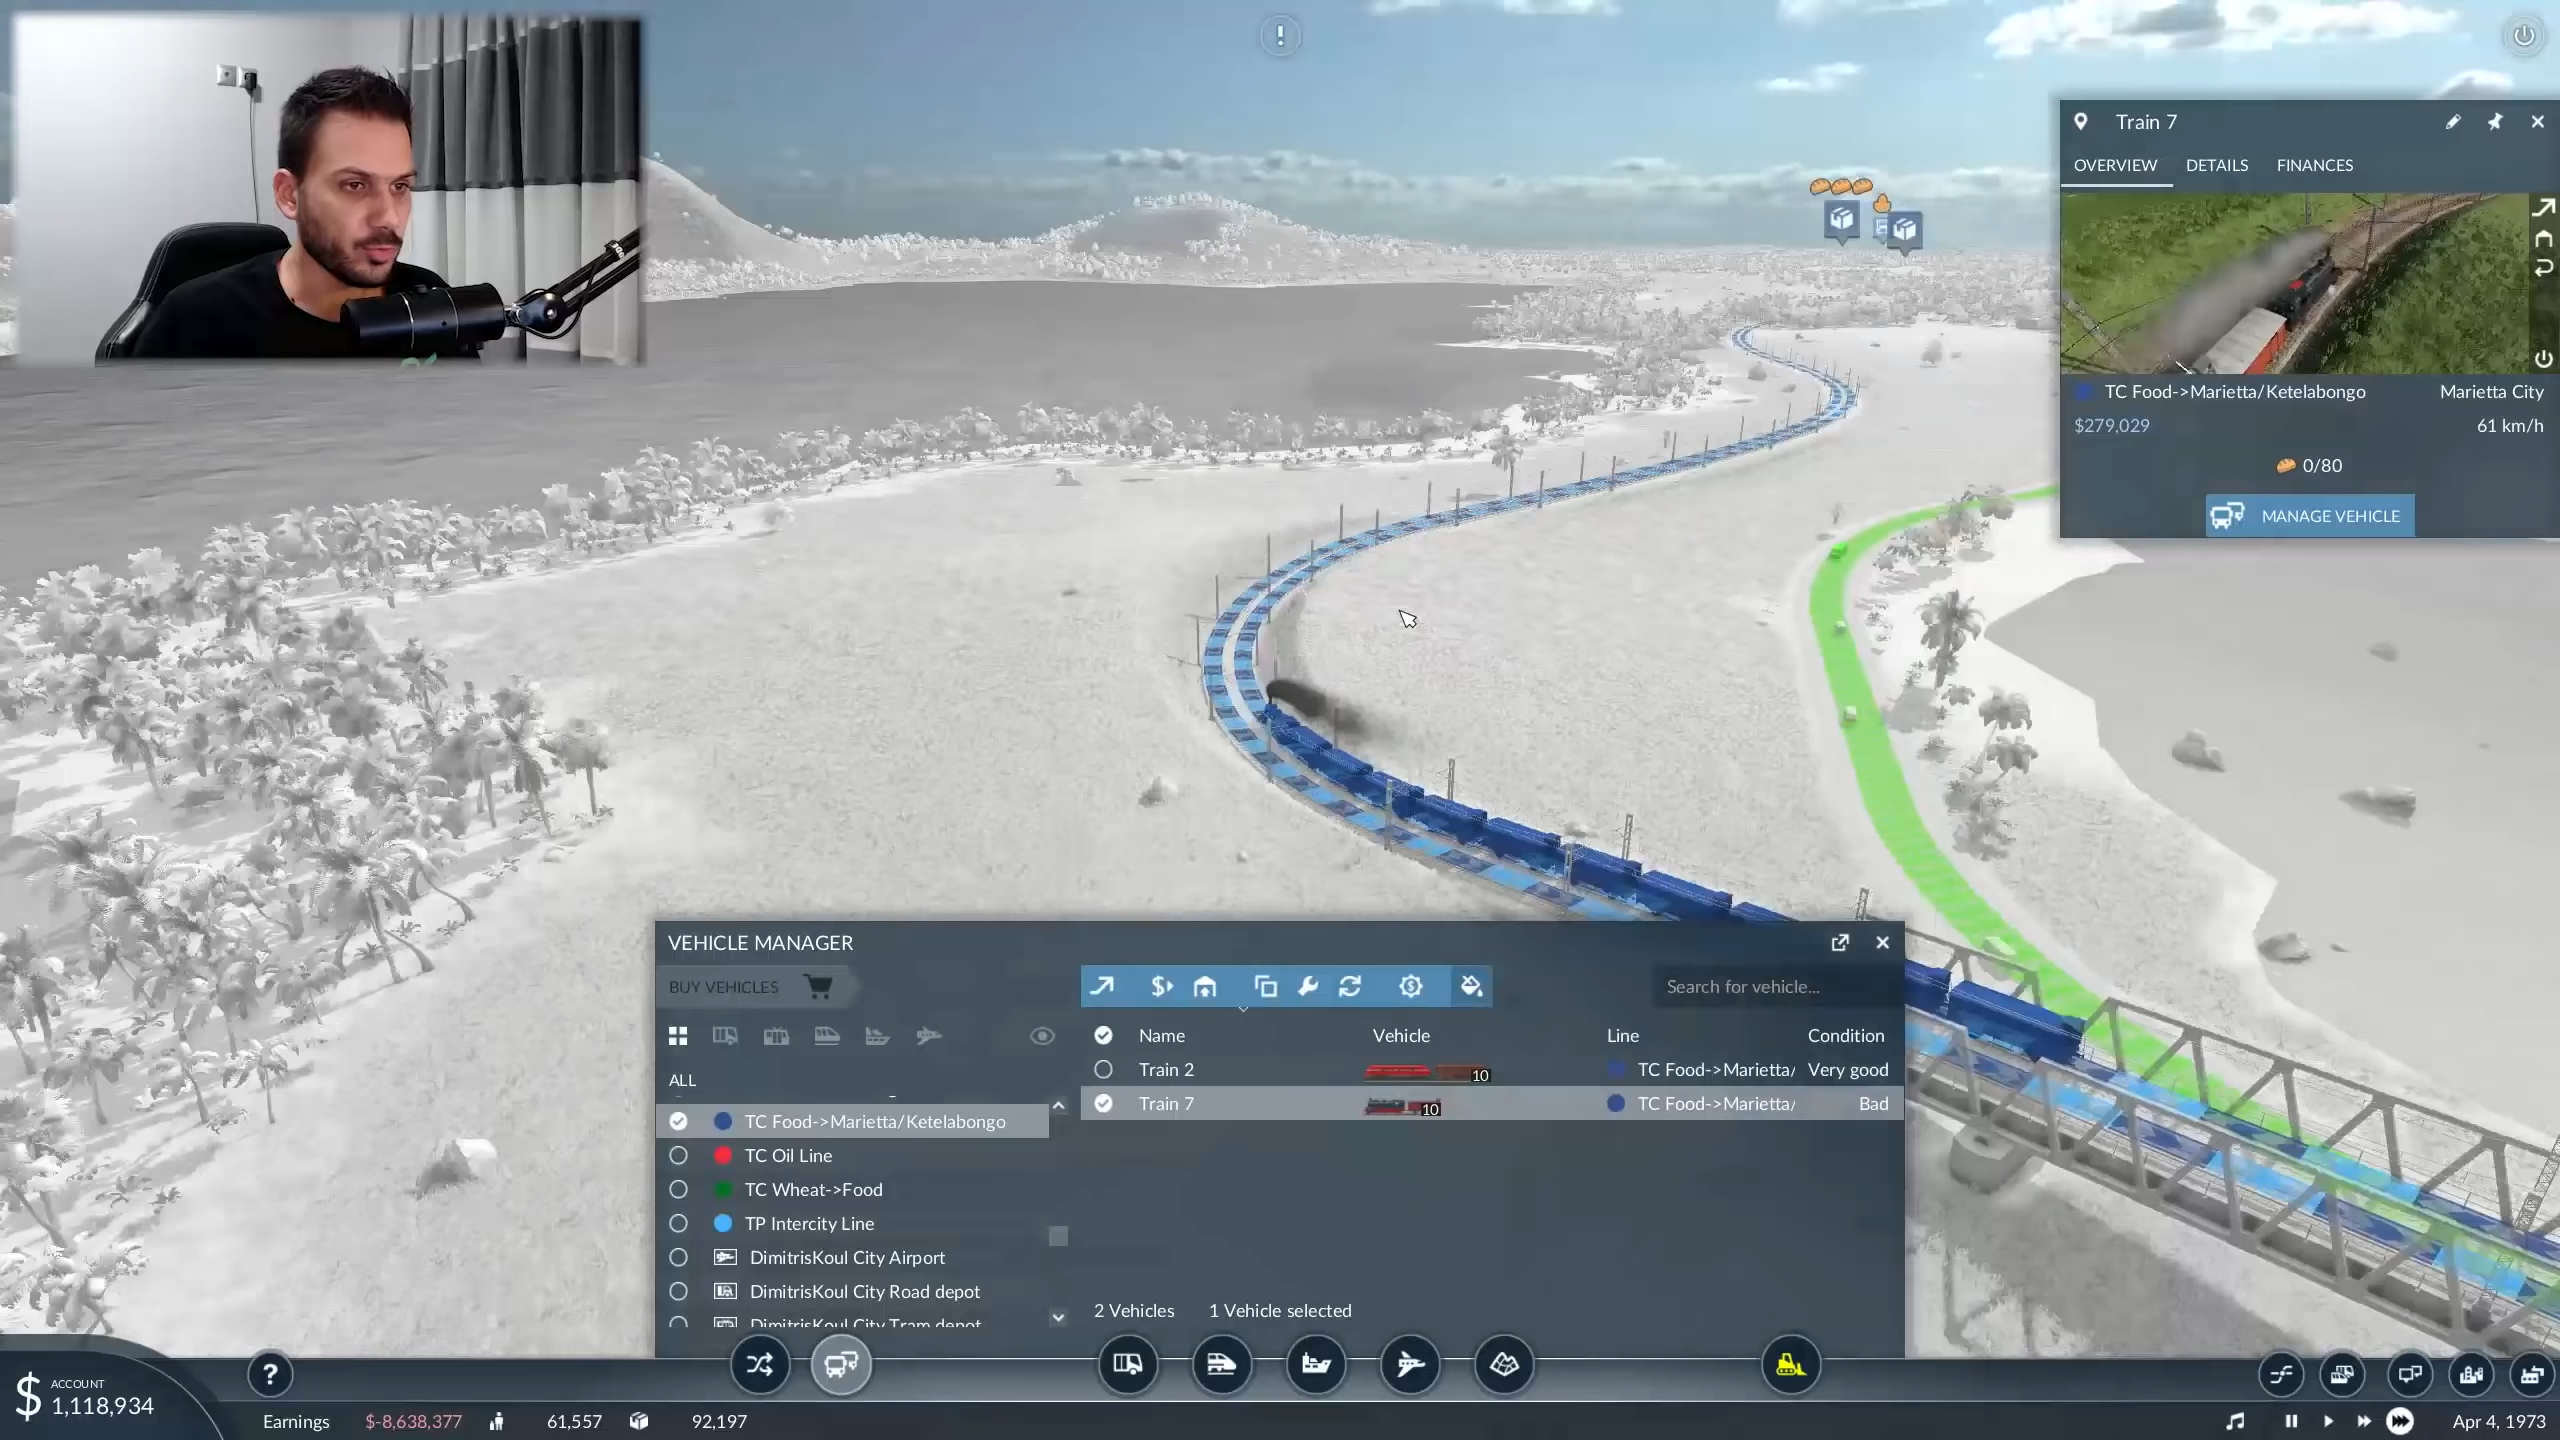 Train 7
OVERVIEW DETAILS FINANCES
TC Food->Marietta/Ketelabongo Marietta City
$279,029 61 km/h
0/80
MANAGE VEHICLE
VEHICLE MANAGER
BUY VEHICLES
Search for vehicle...
ALL
TC Food->Marietta/Ketelabongo
TC Oil Line
TC Wheat->Food
TP Intercity Line
DimitrisKoul City Airport
DimitrisKoul City Road depot
DimitrisKoul City Tram depot
Name Vehicle Line Condition
Train 2 10 TC Food->Marietta/ Very good
Train 7 10 TC Food->Marietta/ Bad
2 Vehicles 1 Vehicle selected
ACCOUNT
$ 1,118,934
?
Earnings $-8,638,377 61,557 92,197
Apr 4, 1973